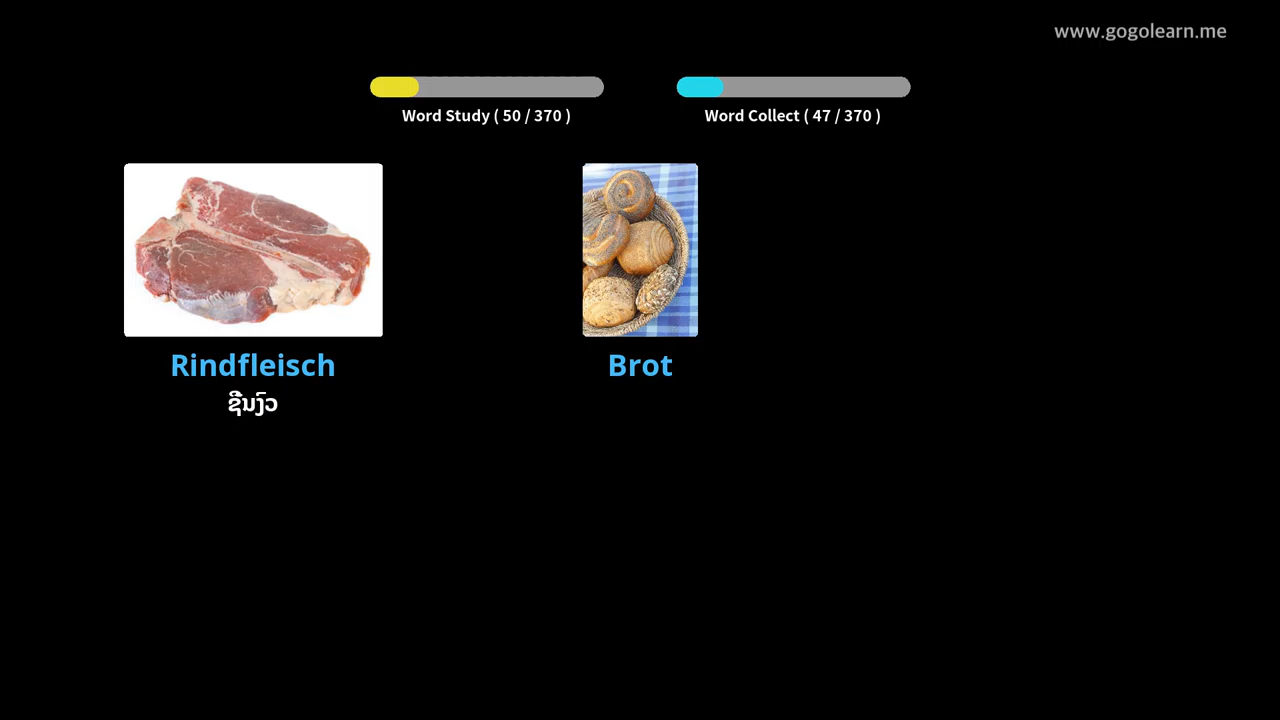 www.gogolearn.me
Word Study ( 50 / 370 )
Word Collect ( 47 / 370 )
Rindfleisch
Brot
ຊີ້ນງົວ